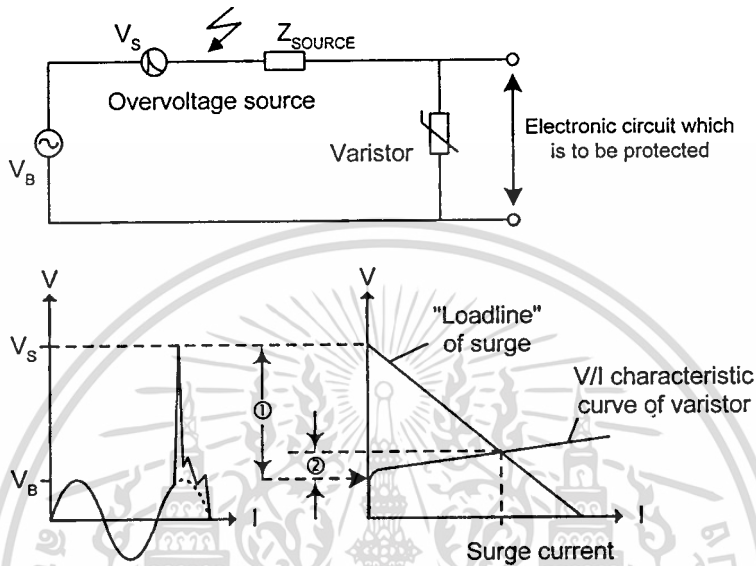 V_S
Z_SOURCE
Overvoltage source
V_B
Varistor
Electronic circuit which
is to be protected
V
V_S
V_B
①
②
I
V
"Loadline"
of surge
V/I characteristic
curve of varistor
I
Surge current